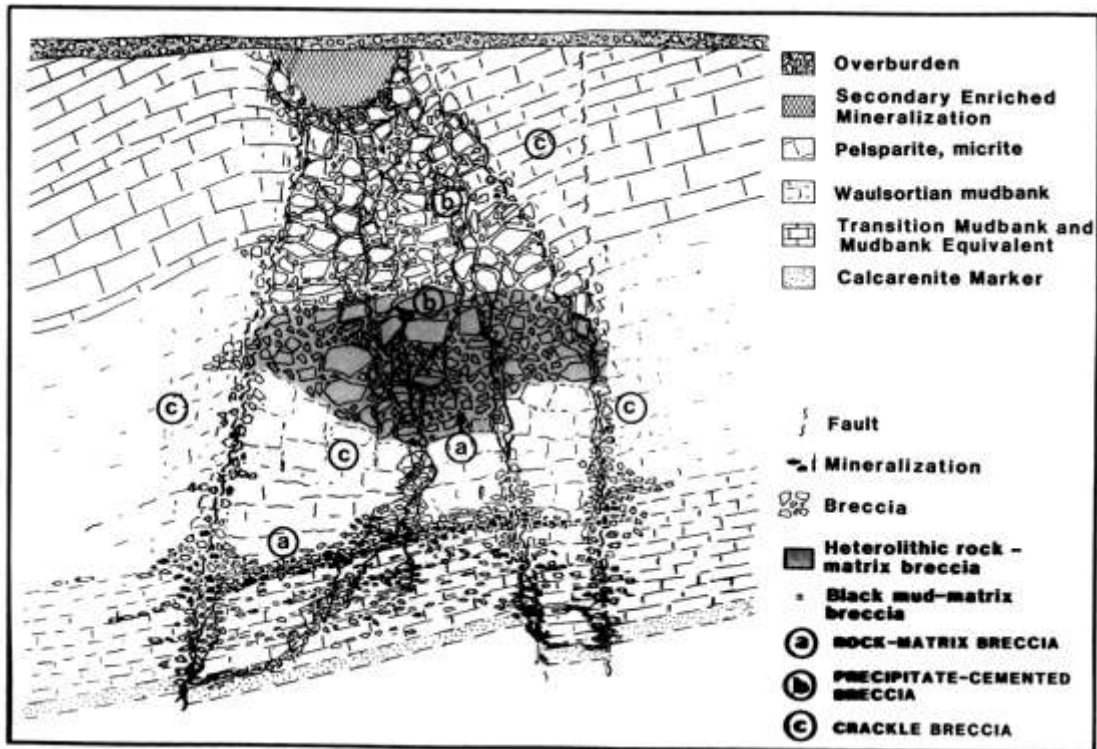 Overburden
Secondary Enriched
Mineralization
Pelsparite, micrite
Waulsortian mudbank
Transition Mudbank and
Mudbank Equivalent
Calcarenite Marker
Fault
Mineralization
Breccia
Heterolithic rock –
matrix breccia
Black mud-matrix
breccia
a ROCK-MATRIX BRECCIA
b PRECIPITATE-CEMENTED
BRECCIA
c CRACKLE BRECCIA
c
b
b
c
c
c
a
a